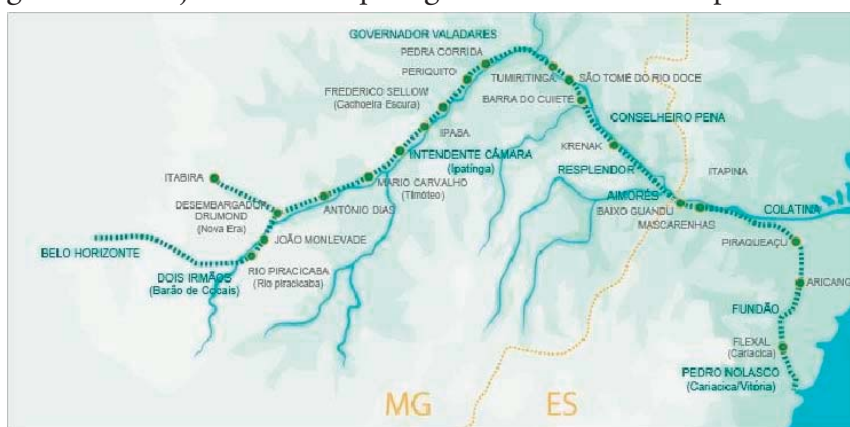 GOVERNADOR VALADARES
PEDRA CORRIDA
PERIQUITO
TUMIRITINGA
SÃO TOMÉ DO RIO DOCE
FREDERICO SELLOW
(Cachoeira Escura)
BARRA DO CUIETÉ
CONSELHEIRO PENA
IPABA
KRENAK
INTENDENTE CÂMARA
(Ipatinga)
RESPLENDOR
ITAPINA
ITABIRA
MARIO CARVALHO
(Timóteo)
AIMORÉS
DESEMBARGADOR
DRUMOND
(Nova Era)
ANTÔNIO DIAS
BAIXO GUANDU
COLATINA
MASCARENHAS
JOÃO MONLEVADE
PIRAQUEAÇU
BELO HORIZONTE
DOIS IRMÃOS
(Barão de Cocais)
RIO PIRACICABA
(Rio piracicaba)
ARICANG
FUNDÃO
FLEXAL
(Cariacica)
PEDRO NOLASCO
(Cariacica/Vitória)
MG
ES